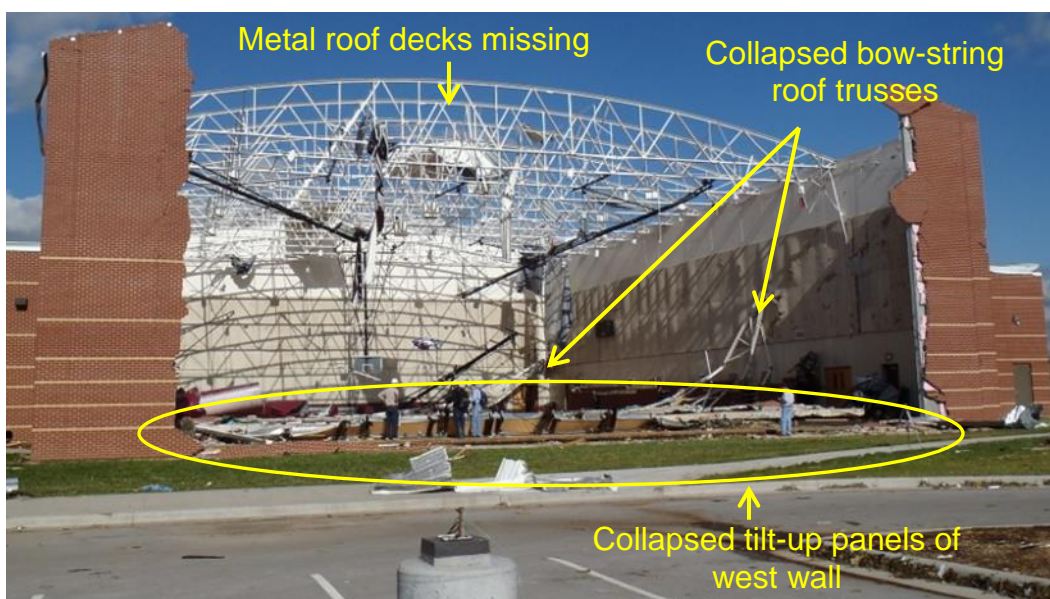 Metal roof decks missing
Collapsed bow-string
roof trusses
Collapsed tilt-up panels of
west wall